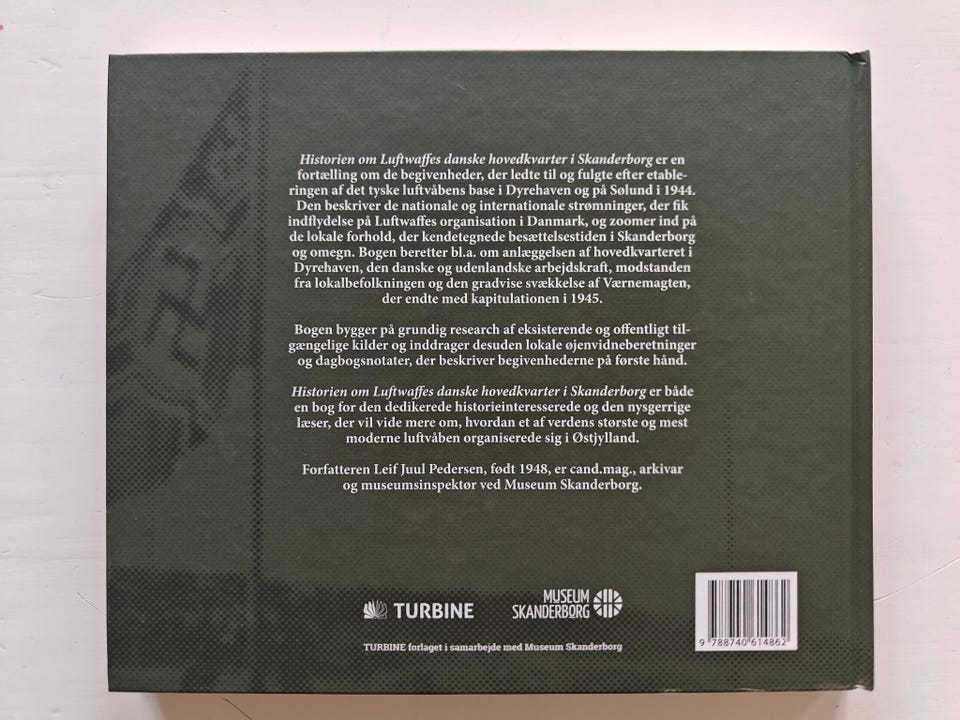 Historien om Luftwaffes danske hovedkvarter i Skanderborg er en
fortælling om de begivenheder, der ledte til og fulgte efter etable-
ringen af det tyske luftvåbens base i Dyrehaven og på Sølund i 1944.
Den beskriver de nationale og internationale strømninger, der fik
indflydelse på Luftwaffes organisation i Danmark, og zoomer ind på
de lokale forhold, der kendetegnede besættelsestiden i Skanderborg
og omegn. Bogen beretter bl.a. om anlæggelsen af hovedkvarteret i
Dyrehaven, den danske og udenlandske arbejdskraft, modstanden
fra lokalbefolkningen og den gradvise svækkelse af Værnemagten,
der endte med kapitulationen i 1945.
Bogen bygger på grundig research af eksisterende og offentligt til-
gængelige kilder og inddrager desuden lokale øjenvidneberetninger
og dagbogsnotater, der beskriver begivenhederne på første hånd.
Historien om Luftwaffes danske hovedkvarter i Skanderborg er både
en bog for den dedikerede historieinteresserede og den nysgerrige
læser, der vil vide mere om, hvordan et af verdens største og mest
moderne luftvåben organiserede sig i Østjylland.
Forfatteren Leif Juul Pedersen, født 1948, er cand.mag., arkivar
og museumsinspektør ved Museum Skanderborg.
TURBINE
MUSEUM
SKANDERBORG
TURBINE forlaget i samarbejde med Museum Skanderborg
9 788740 614862